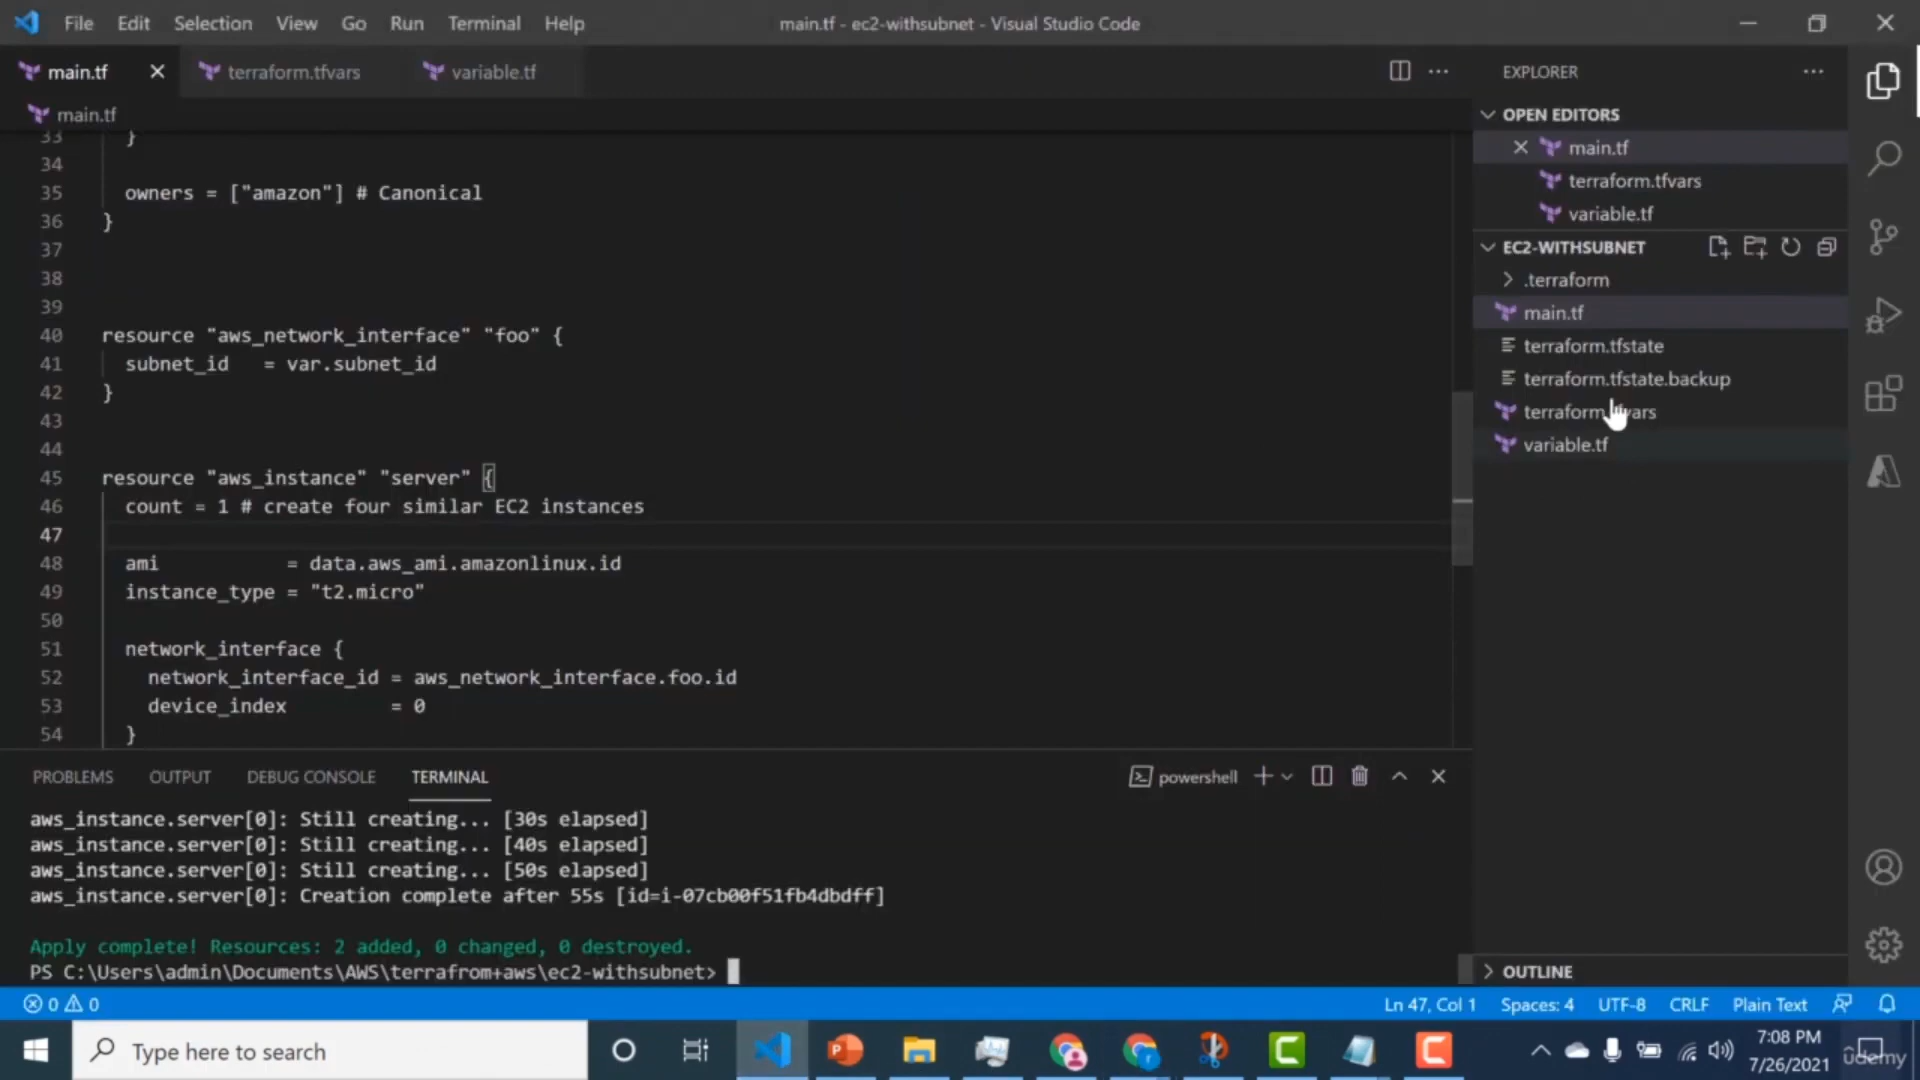 File Edit Selection View Go Run Terminal Help
main.tf - ec2-withsubnet - Visual Studio Code
main.tf terraform.tfvars variable.tf
main.tf
33 }
34
35 owners = ["amazon"] # Canonical
36 }
37
38
39
40 resource "aws_network_interface" "foo" {
41 subnet_id = var.subnet_id
42 }
43
44
45 resource "aws_instance" "server" {
46 count = 1 # create four similar EC2 instances
47
48 ami = data.aws_ami.amazonlinux.id
49 instance_type = "t2.micro"
50
51 network_interface {
52 network_interface_id = aws_network_interface.foo.id
53 device_index = 0
54 }
EXPLORER
OPEN EDITORS
main.tf
terraform.tfvars
variable.tf
EC2-WITHSUBNET
.terraform
main.tf
terraform.tfstate
terraform.tfstate.backup
variable.tf
OUTLINE
PROBLEMS OUTPUT DEBUG CONSOLE TERMINAL
powershell
aws_instance.server[0]: Still creating... [30s elapsed]
aws_instance.server[0]: Still creating... [40s elapsed]
aws_instance.server[0]: Still creating... [50s elapsed]
aws_instance.server[0]: Creation complete after 55s [id=i-07cb00f51fb4dbdff]
Apply complete! Resources: 2 added, 0 changed, 0 destroyed.
PS C:\Users\admin\Documents\AWS\terrafrom+aws\ec2-withsubnet>
0 0
Ln 47, Col 1 Spaces: 4 UTF-8 CRLF Plain Text
Type here to search
7:08 PM
7/26/2021
ûdemy